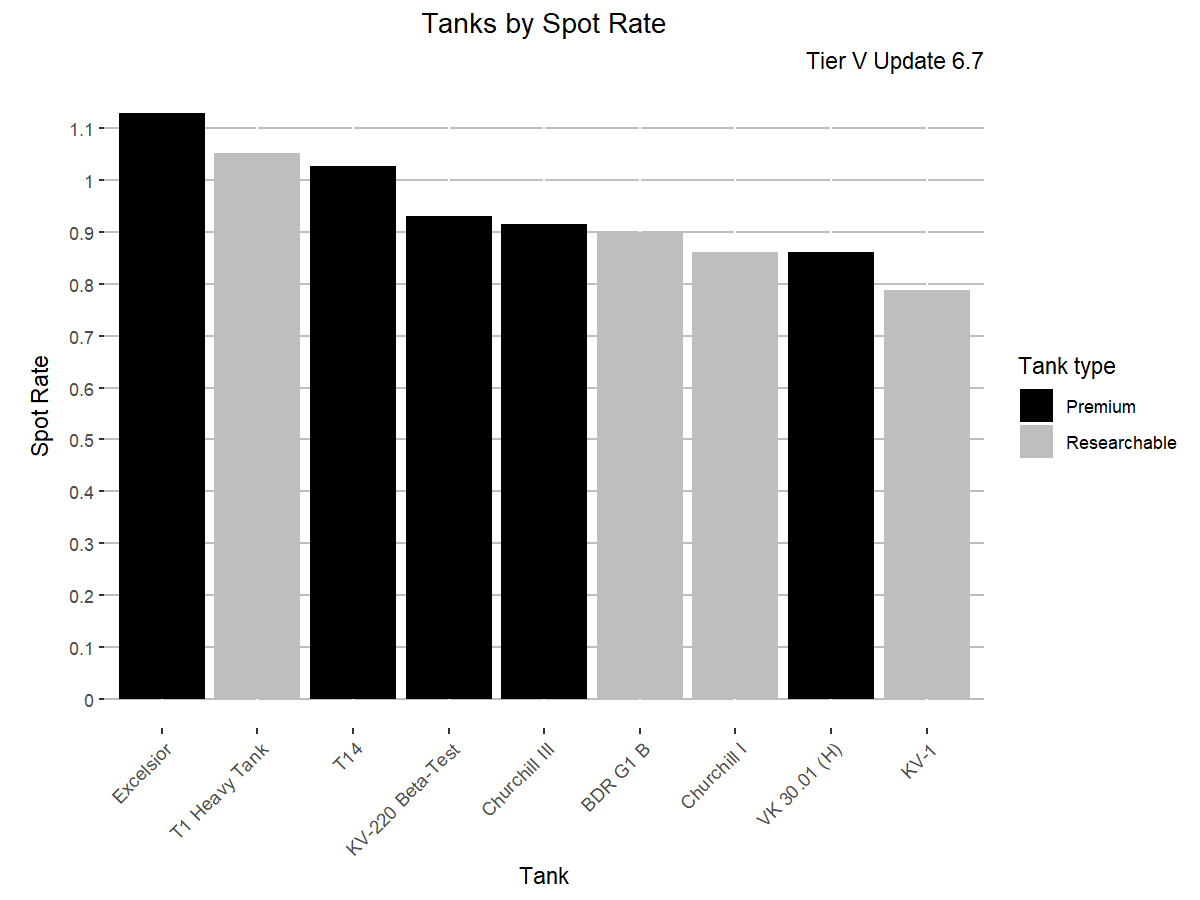 Tanks by Spot Rate
Tier V Update 6.7
Spot Rate
1.1
1
0.9
0.8
0.7
0.6
0.5
0.4
0.3
0.2
0.1
0
Excelsior
T1 Heavy Tank
T14
KV-220 Beta-Test
Churchill III
BDR G1 B
Churchill I
VK 30.01 (H)
KV-1
Tank
Tank type
Premium
Researchable